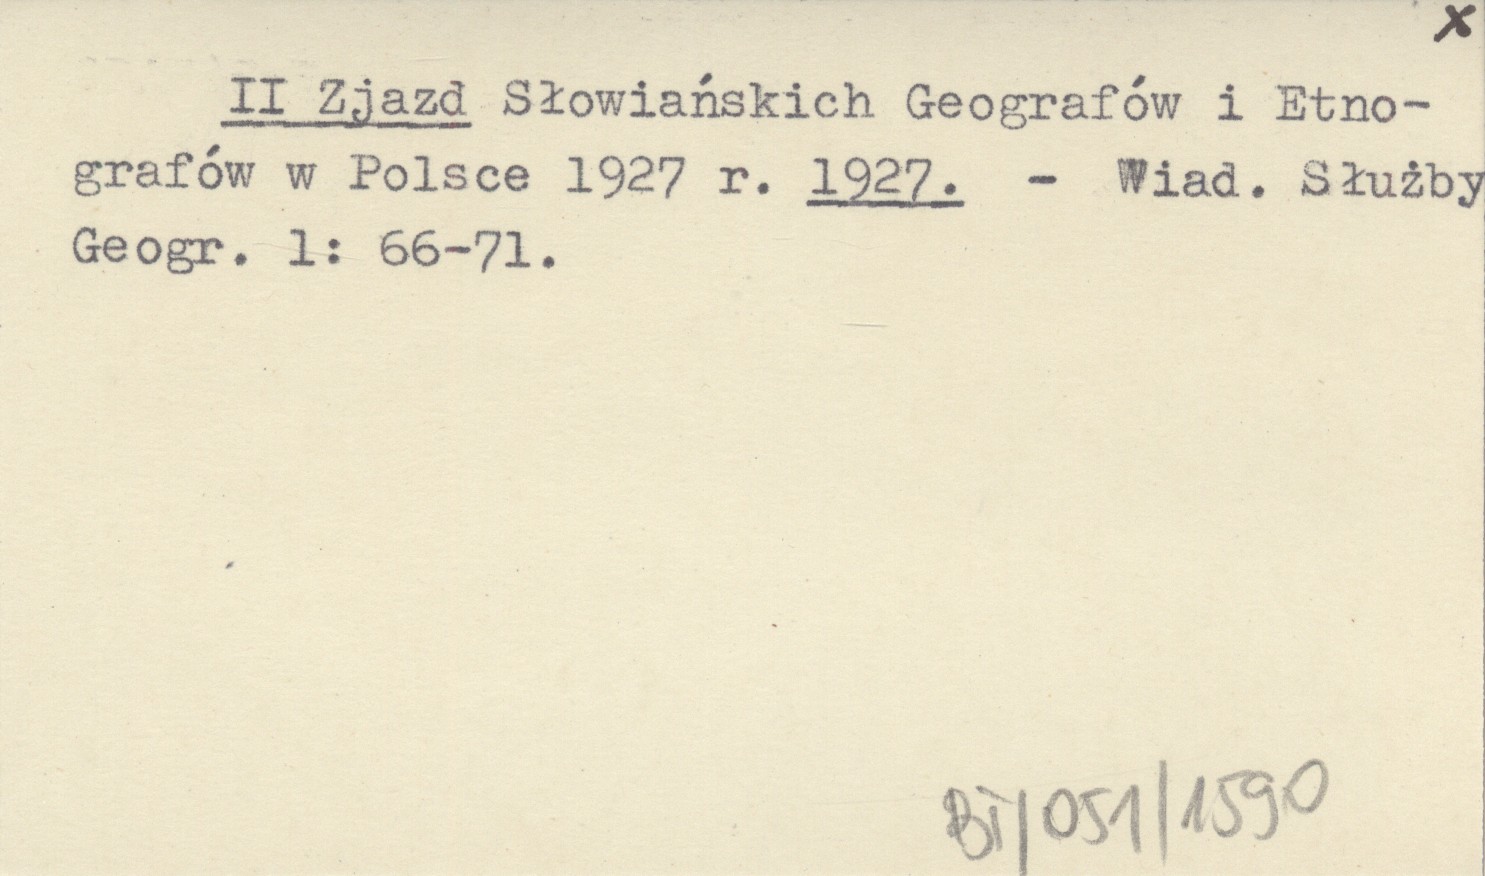 x
II Zjazd Słowiańskich Geografów i Etno-
grafów w Polsce 1927 r. 1927. - Wiad. Służby
Geogr. 1: 66-71.
BI/051/1590